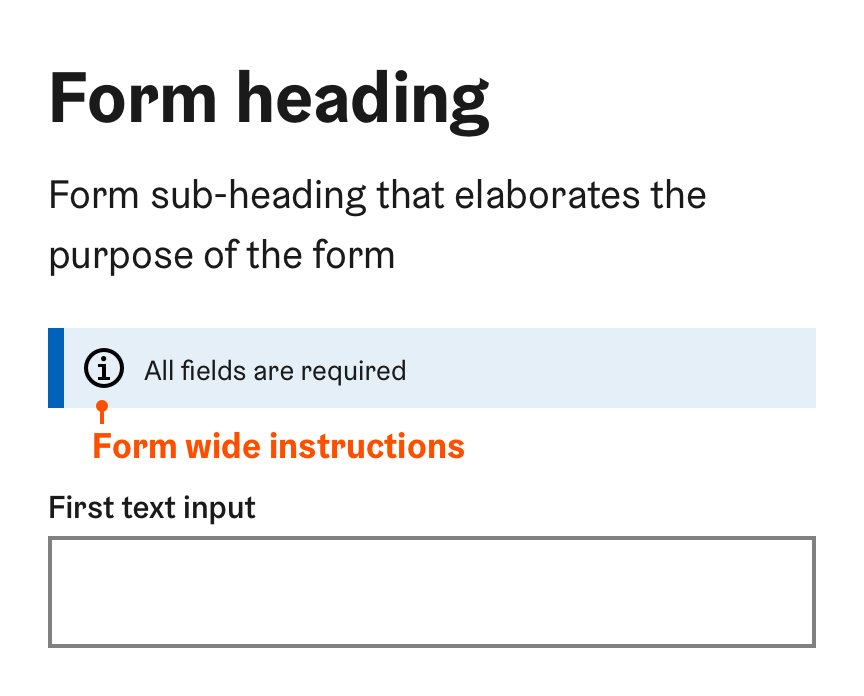 Form heading
Form sub-heading that elaborates the
purpose of the form
All fields are required
Form wide instructions
First text input